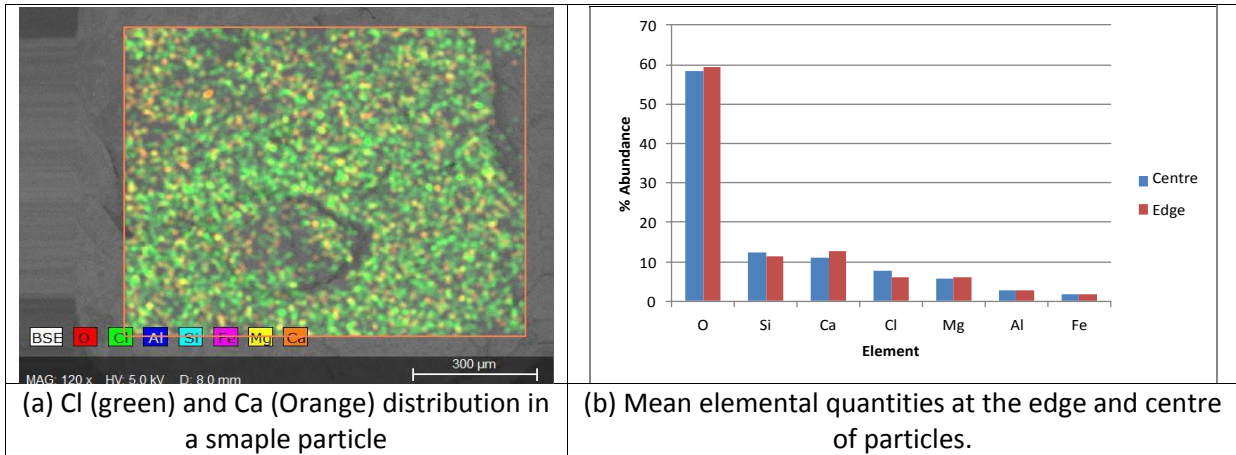 BSE O Cl Al Si Fe Mg Ca
300 µm
MAG: 120 x HV: 5.0 kV D: 8.0 mm
(a) Cl (green) and Ca (Orange) distribution in
a smaple particle
70
60
50
40
30
20
10
0
% Abundance
O Si Ca Cl Mg Al Fe
Element
Centre
Edge
(b) Mean elemental quantities at the edge and centre
of particles.